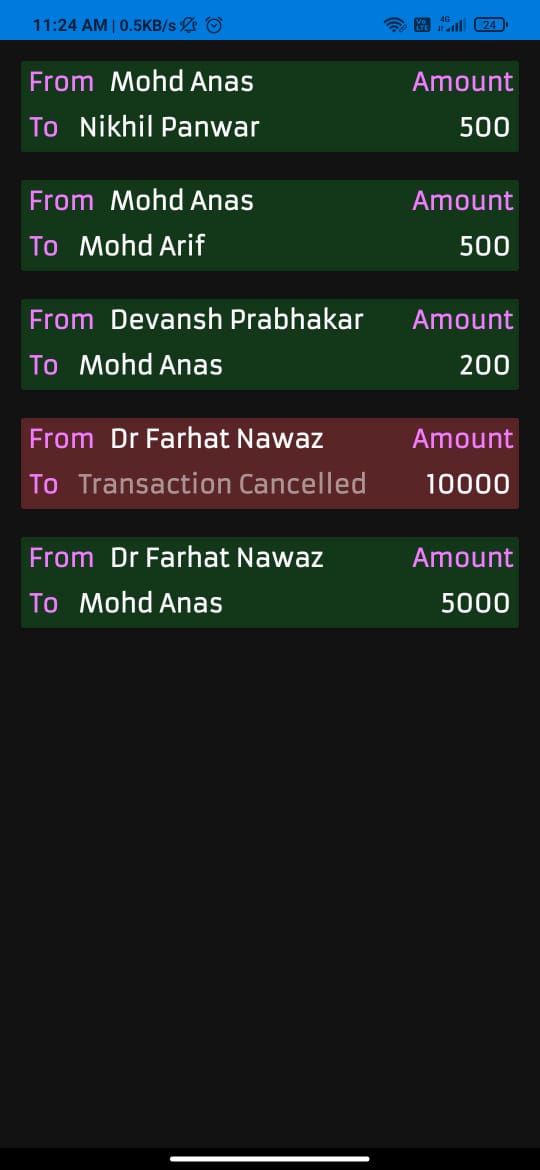 11:24 AM | 0.5KB/s Vo LTE 4G 24
From Mohd Anas Amount
To Nikhil Panwar 500
From Mohd Anas Amount
To Mohd Arif 500
From Devansh Prabhakar Amount
To Mohd Anas 200
From Dr Farhat Nawaz Amount
To Transaction Cancelled 10000
From Dr Farhat Nawaz Amount
To Mohd Anas 5000